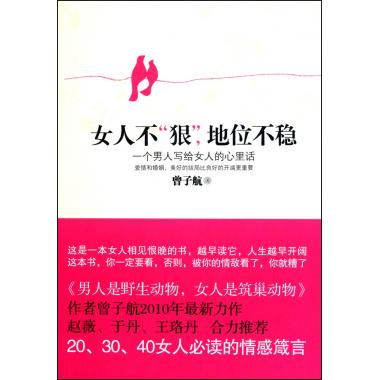 女人不“狠”，地位不稳
一个男人写给女人的心里话
爱情和婚姻，美好的结局比良好的开端更重要
曾子航 著
这是一本女人相见恨晚的书，越早读它，人生越早开阔
这本书，你一定要看，否则，被你的情敌看了，你就糟了
《男人是野生动物，女人是筑巢动物》
作者曾子航2010年最新力作
赵薇、于丹、王珞丹 合力推荐
20、30、40女人必读的情感箴言